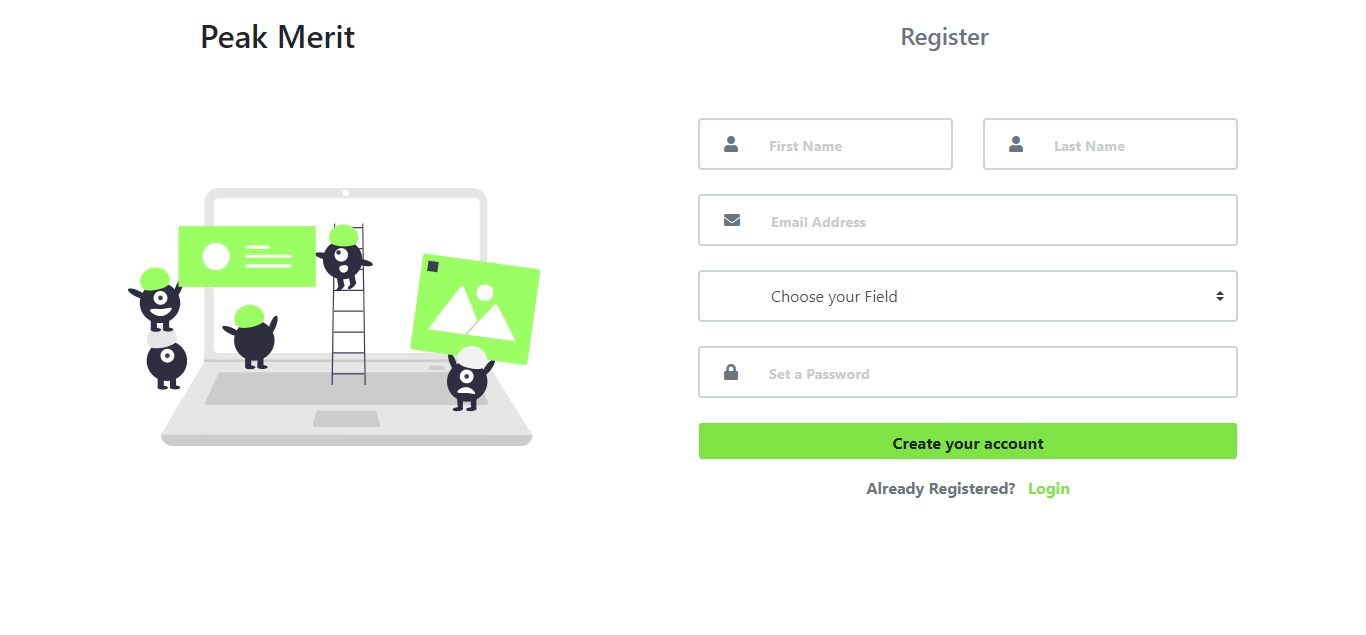 Peak Merit
Register
First Name
Last Name
Email Address
Choose your Field
Set a Password
Create your account
Already Registered? Login